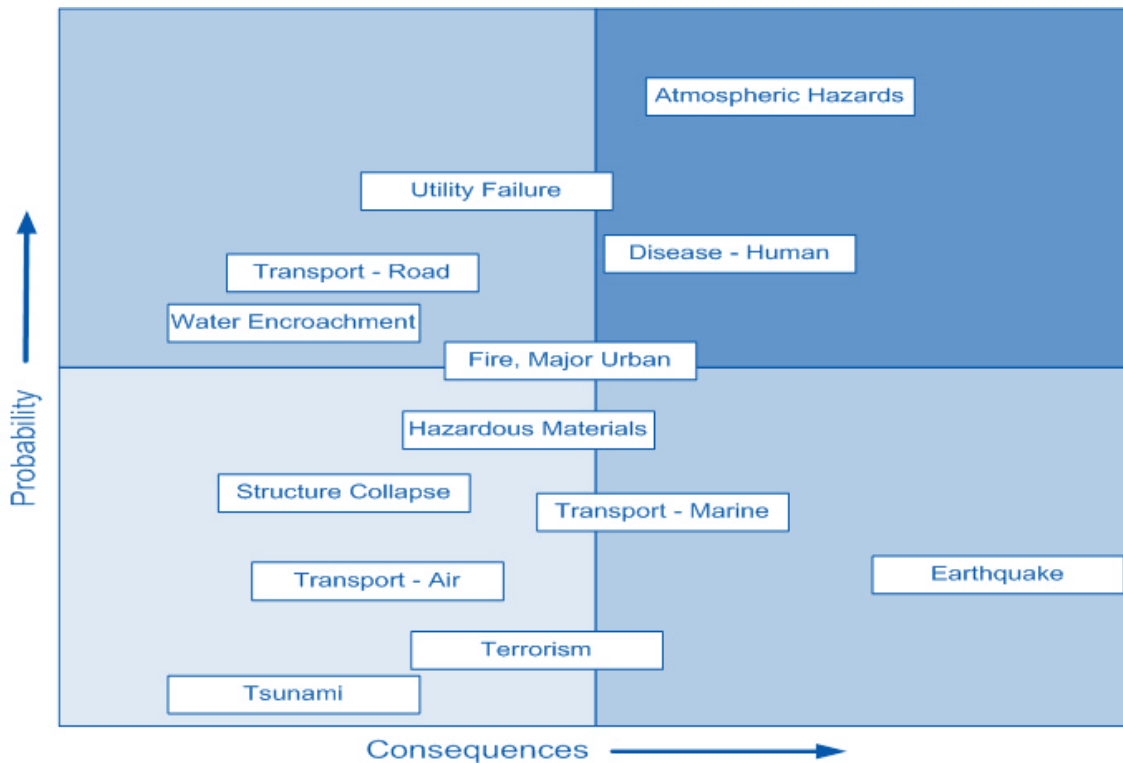 Atmospheric Hazards
Utility Failure
Disease - Human
Transport - Road
Water Encroachment
Fire, Major Urban
Hazardous Materials
Structure Collapse
Transport - Marine
Transport - Air
Earthquake
Terrorism
Tsunami
Probability
Consequences